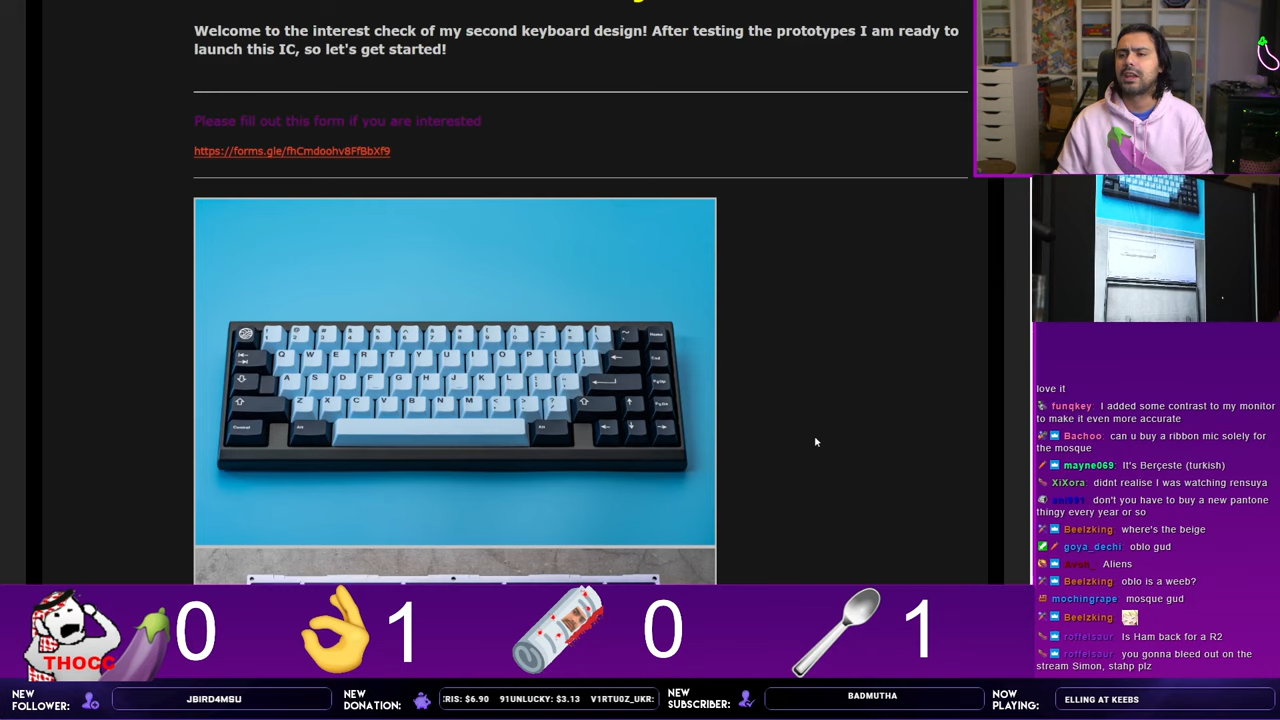 Welcome to the interest check of my second keyboard design! After testing the prototypes I am ready to
launch this IC, so let's get started!
Please fill out this form if you are interested
https://forms.gle/fhCmdoohv8FfBbXf9
love it
funqkey: I added some contrast to my monitor
to make it even more accurate
Bachoo: can u buy a ribbon mic solely for
the mosque
mayne069: It's Berçeste (turkish)
XiXora: didnt realise I was watching rensuya
don't you have to buy a new pantone
thingy every year or so
Beelzking: where's the beige
goya_dechi: oblo gud
Aliens
Beelzking: oblo is a weeb?
mochingrape: mosque gud
Beelzking:
roffelsaur: Is Ham back for a R2
roffelsaur: you gonna bleed out on the
stream Simon, stahp plz
THOCC 0 1 0 1
NEW
FOLLOWER:
JBIRD4MSU
NEW
DONATION:
RIS: $6.90 91UNLUCKY: $3.13 V1RTU0Z_UKR:
NEW
SUBSCRIBER:
BADMUTHA
NOW
PLAYING:
ELLING AT KEEBS